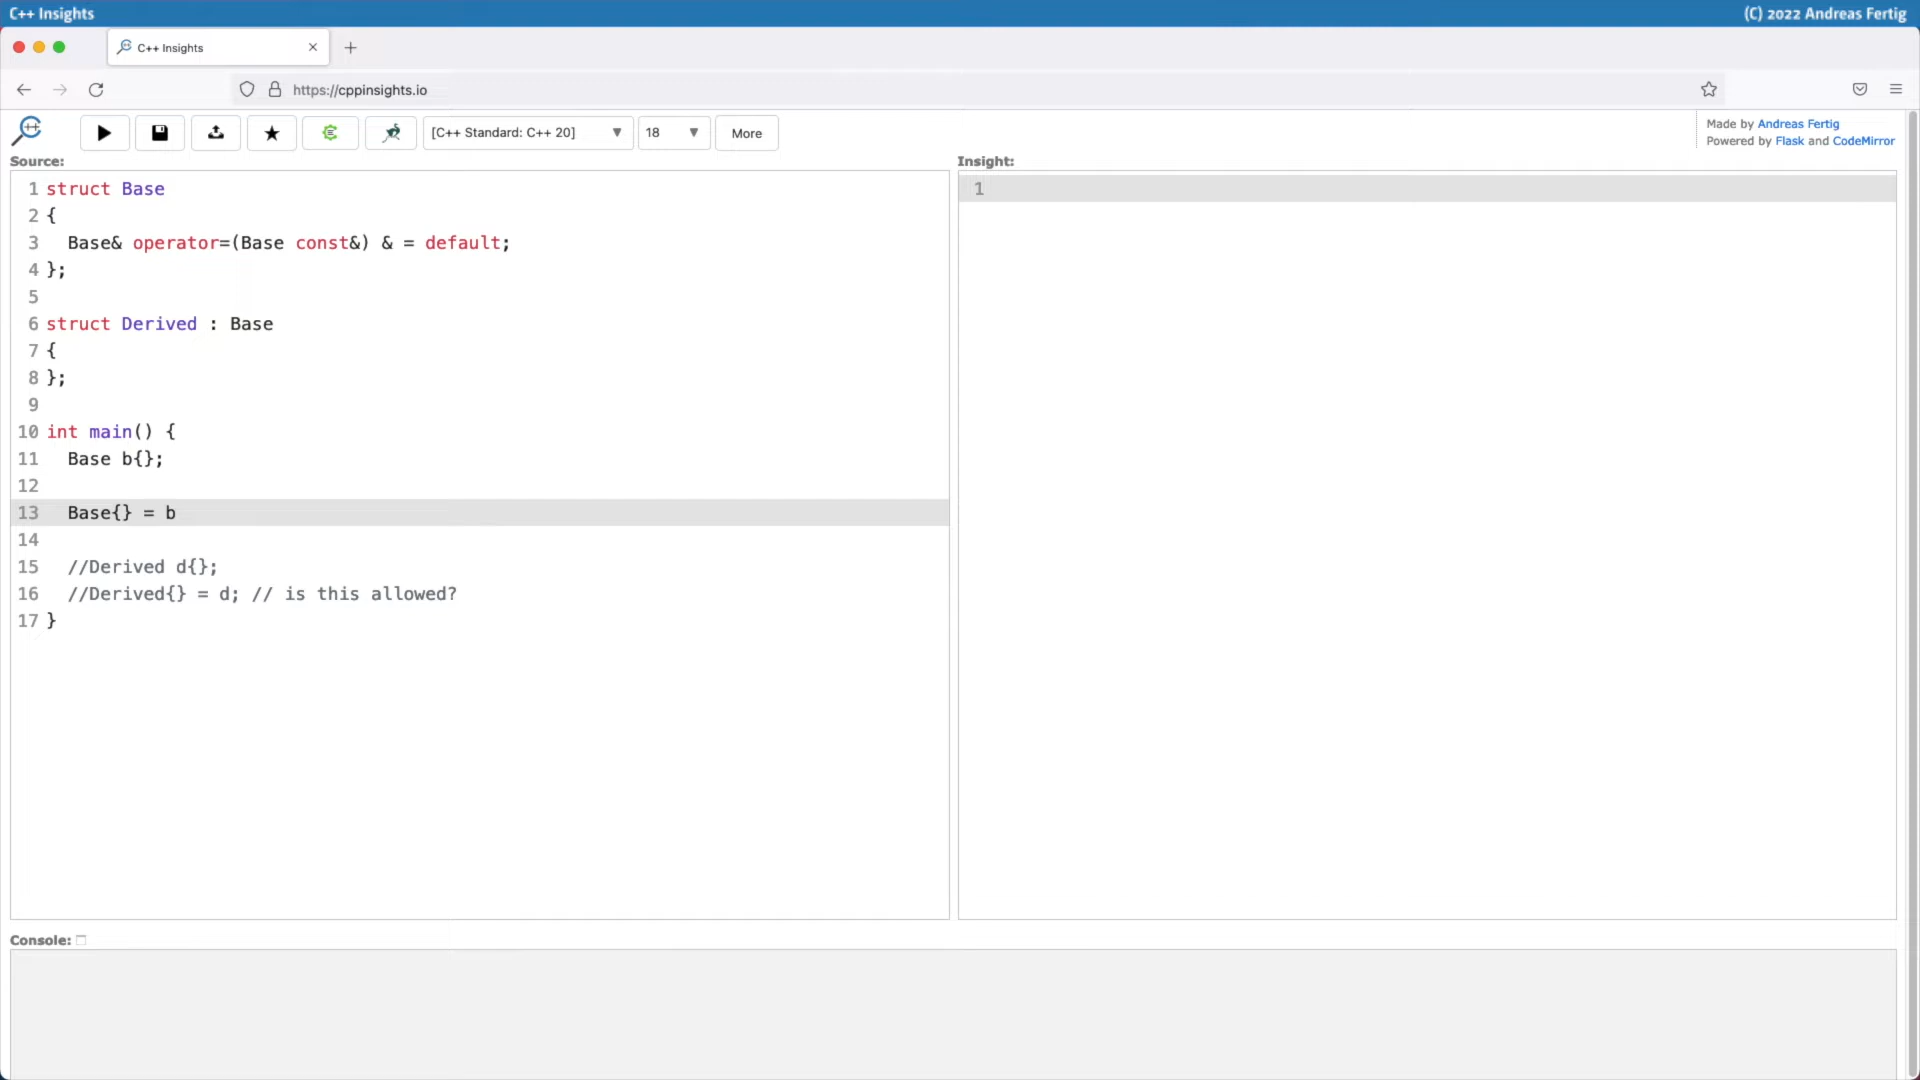 C++ Insights
(C) 2022 Andreas Fertig
C++ Insights
https://cppinsights.io
[C++ Standard: C++ 20]
18
More
Made by Andreas Fertig
Powered by Flask and CodeMirror
Source:
1 struct Base
2 {
3   Base& operator=(Base const&) & = default;
4 };
5
6 struct Derived : Base
7 {
8 };
9
10 int main() {
11   Base b{};
12
13   Base{} = b
14
15   //Derived d{};
16   //Derived{} = d; // is this allowed?
17 }
Insight:
1
Console: